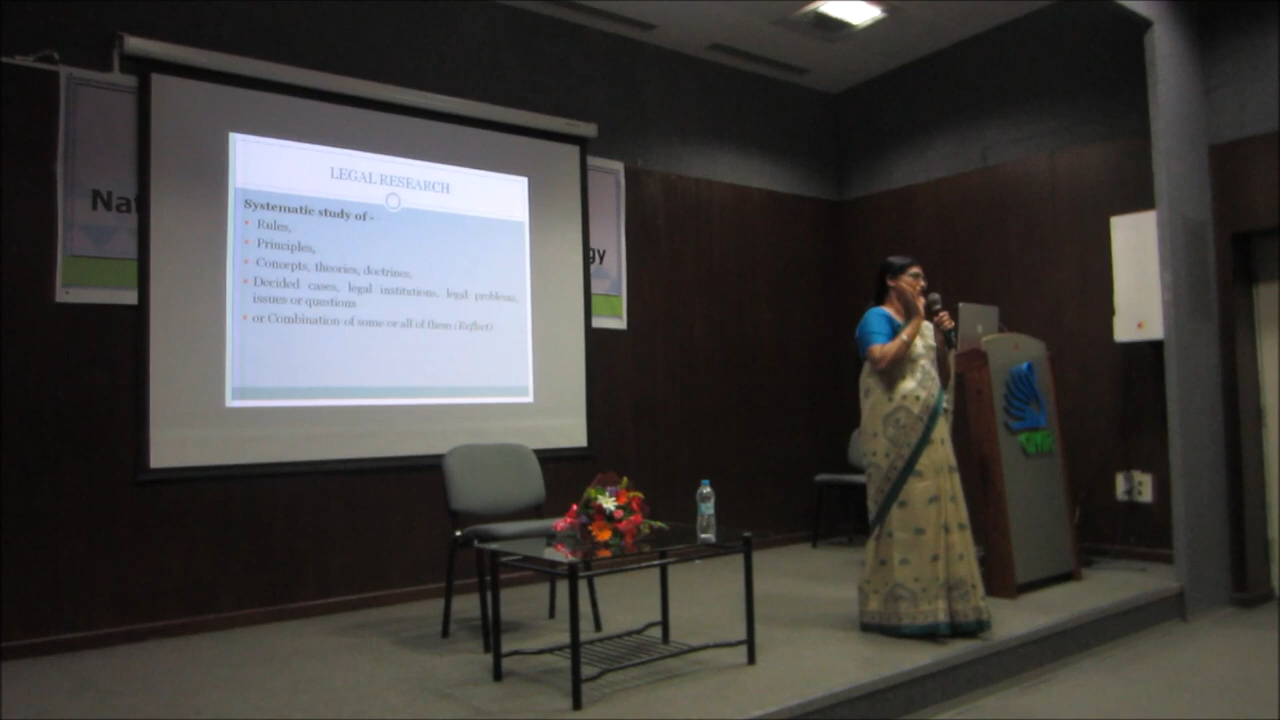 Nat
gy
LEGAL RESEARCH
Systematic study of -
Rules,
Principles,
Concepts, theories, doctrines,
Decided cases, legal institutions, legal problems,
issues or questions
or Combination of some or all of them (Reflect)